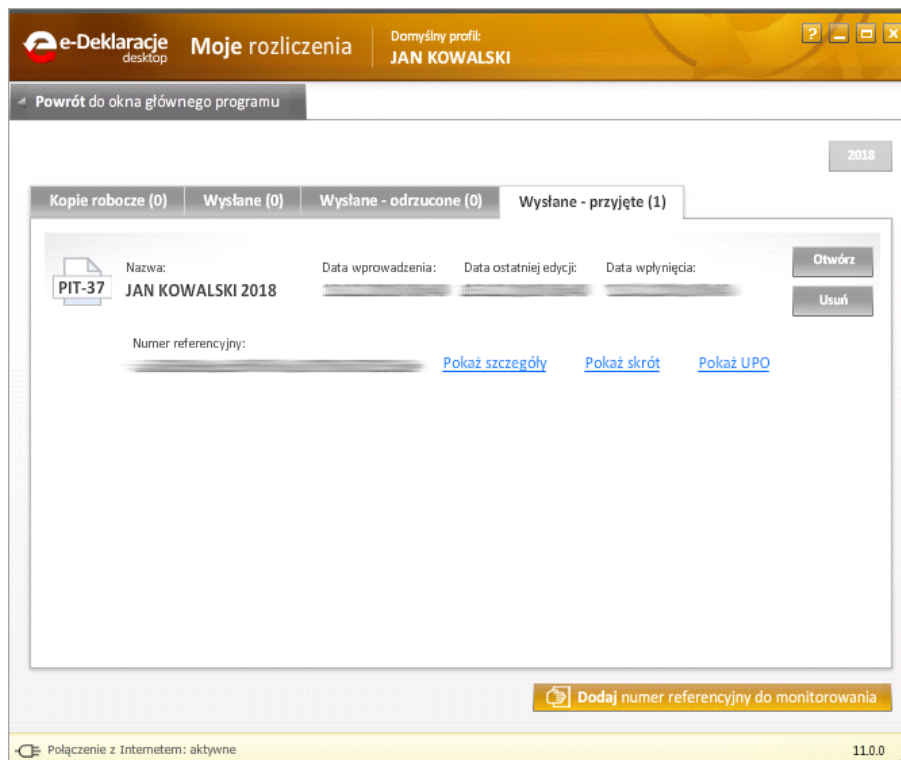 e-Deklaracje
desktop
Moje rozliczenia
Domyślny profil:
JAN KOWALSKI
?
Powrót do okna głównego programu
2018
Kopie robocze (0)
Wysłane (0)
Wysłane - odrzucone (0)
Wysłane - przyjęte (1)
PIT-37
Nazwa:
JAN KOWALSKI 2018
Data wprowadzenia:
Data ostatniej edycji:
Data wpłynięcia:
Otwórz
Usuń
Numer referencyjny:
Pokaż szczegóły
Pokaż skrót
Pokaż UPO
Dodaj numer referencyjny do monitorowania
Połączenie z Internetem: aktywne
11.0.0